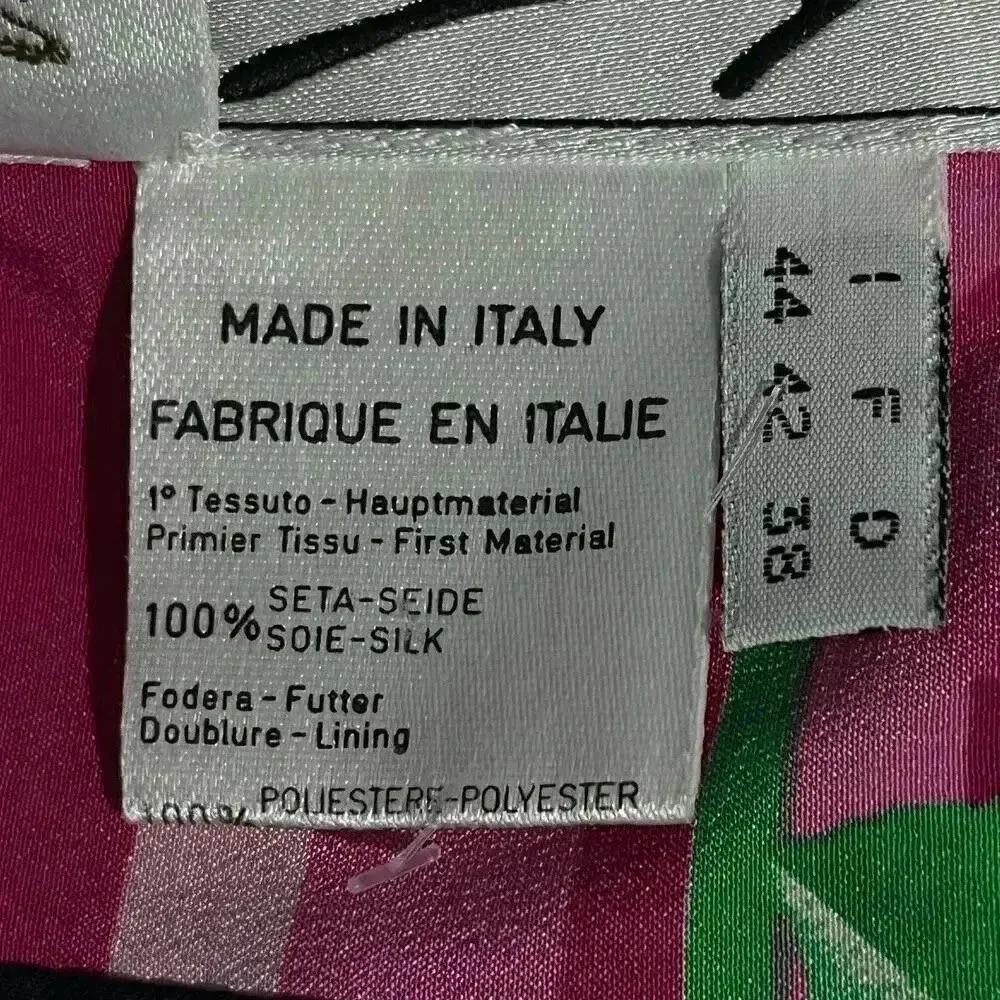 MADE IN ITALY
FABRIQUE EN ITALIE
1° Tessuto - Hauptmaterial
Primier Tissu - First Material
100% SETA-SEIDE
SOIE-SILK
Fodera - Futter
Doublure - Lining
100% POLIESTERE-POLYESTER
I 44
F 42
D 38